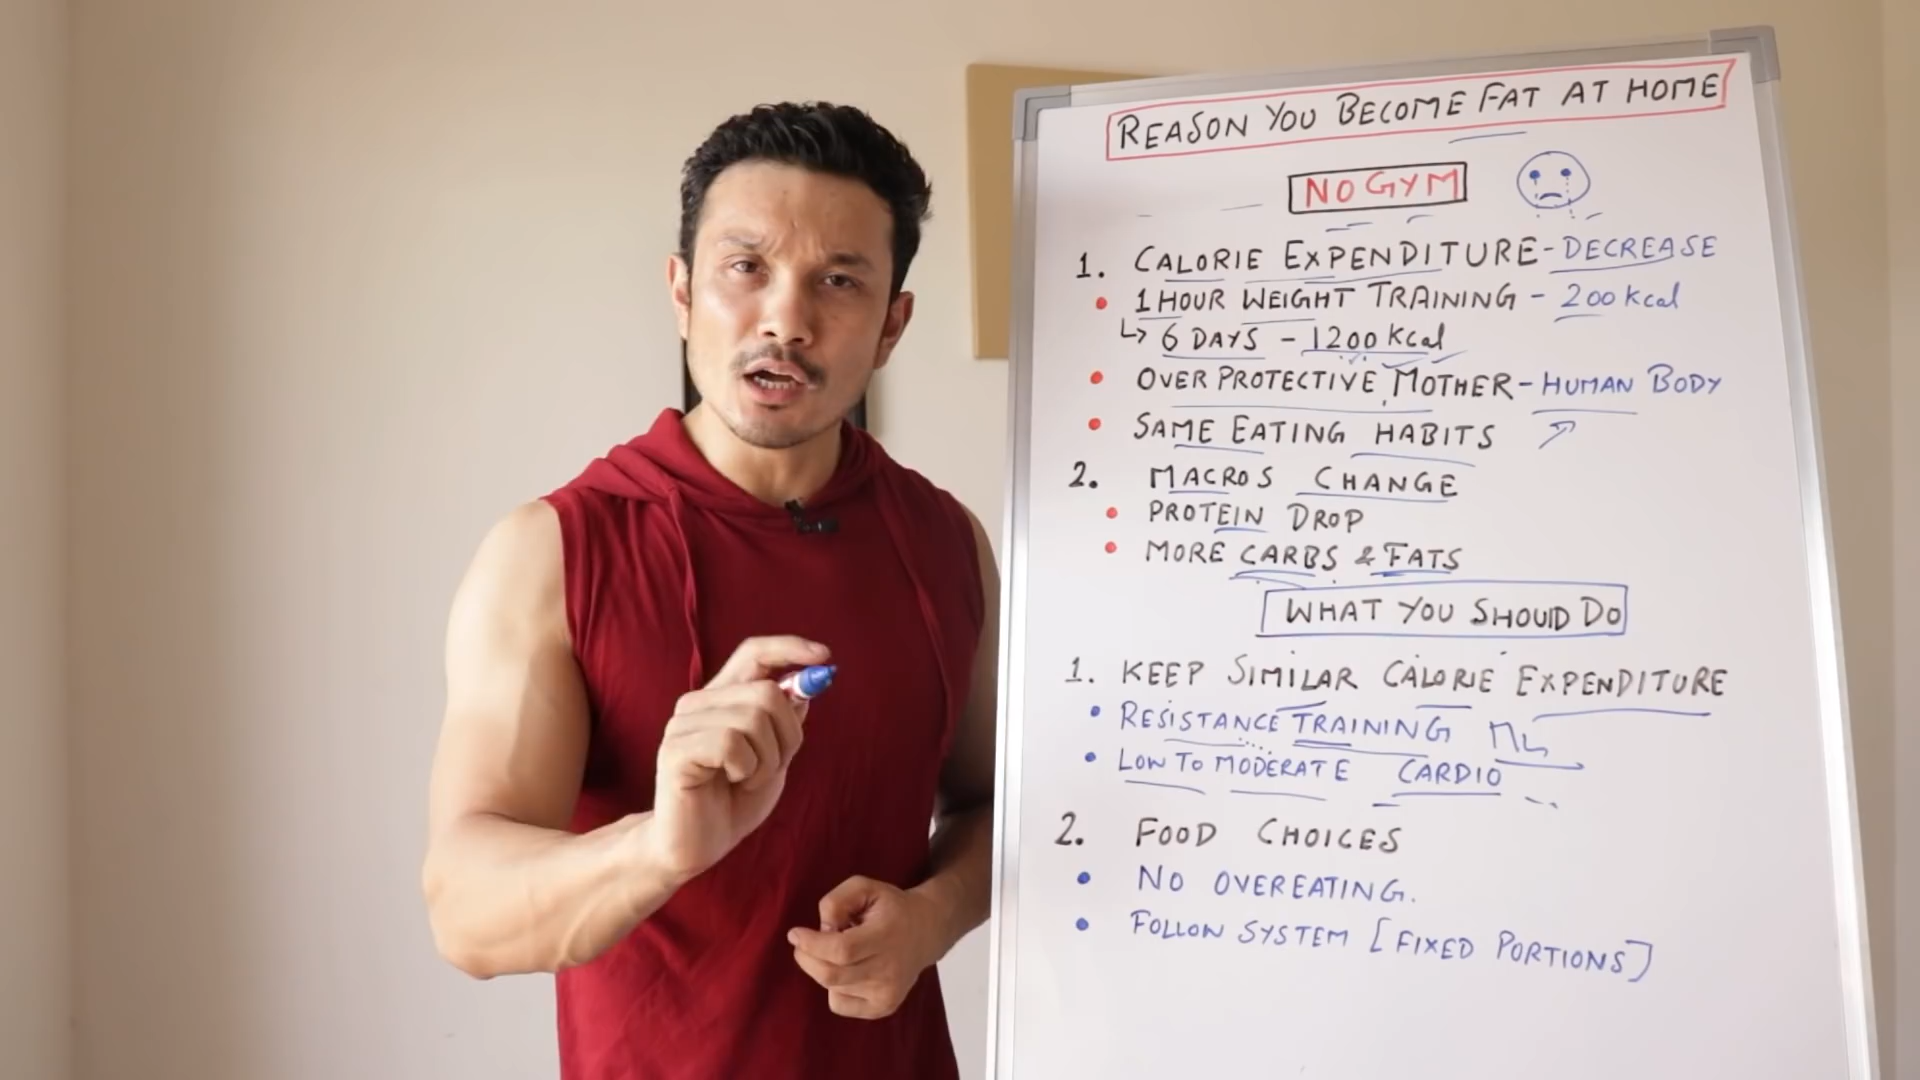 REASON YOU BECOME FAT AT HOME
NO GYM
1. CALORIE EXPENDITURE - DECREASE
• 1 HOUR WEIGHT TRAINING - 200 Kcal
↳ 6 DAYS - 1200 Kcal
• OVER PROTECTIVE MOTHER - HUMAN BODY
• SAME EATING HABITS
2. MACROS CHANGE
• PROTEIN DROP
• MORE CARBS & FATS
WHAT YOU SHOULD DO
1. KEEP SIMILAR CALORIE EXPENDITURE
• RESISTANCE TRAINING
• LOW TO MODERATE CARDIO
2. FOOD CHOICES
• NO OVEREATING.
• FOLLOW SYSTEM [FIXED PORTIONS]